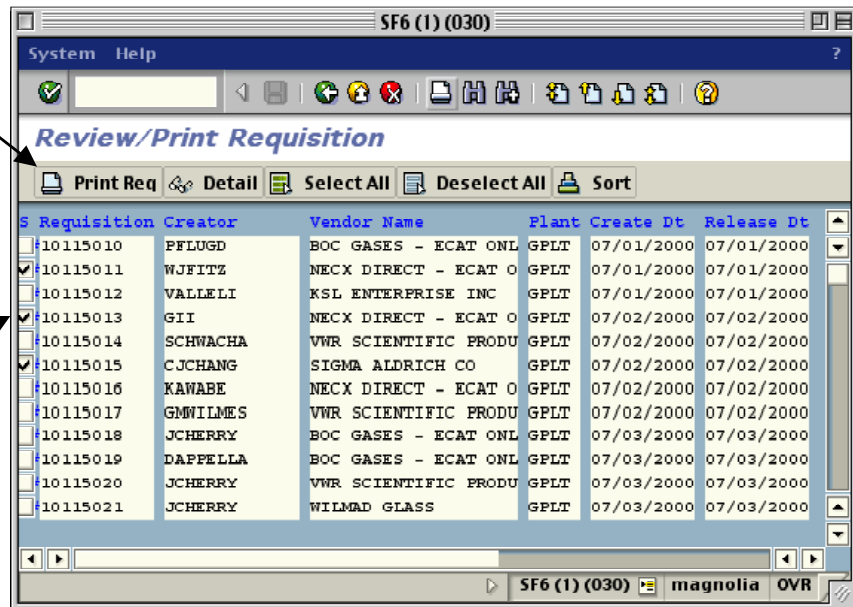 SF6 (1) (030)
System Help ?
Review/Print Requisition
Print Req Detail Select All Deselect All Sort
S Requisition Creator Vendor Name Plant Create Dt Release Dt
10115010 PFLUGD BOC GASES - ECAT ONL GPLT 07/01/2000 07/01/2000
10115011 WJFITZ NECX DIRECT - ECAT O GPLT 07/01/2000 07/01/2000
10115012 VALLELI KSL ENTERPRISE INC GPLT 07/01/2000 07/01/2000
10115013 GII NECX DIRECT - ECAT O GPLT 07/02/2000 07/02/2000
10115014 SCHWACHA VWR SCIENTIFIC PRODU GPLT 07/02/2000 07/02/2000
10115015 CJCHANG SIGMA ALDRICH CO GPLT 07/02/2000 07/02/2000
10115016 KAWABE NECX DIRECT - ECAT O GPLT 07/02/2000 07/02/2000
10115017 GMWILMES VWR SCIENTIFIC PRODU GPLT 07/02/2000 07/02/2000
10115018 JCHERRY BOC GASES - ECAT ONL GPLT 07/03/2000 07/03/2000
10115019 DAPPELLA BOC GASES - ECAT ONL GPLT 07/03/2000 07/03/2000
10115020 JCHERRY VWR SCIENTIFIC PRODU GPLT 07/03/2000 07/03/2000
10115021 JCHERRY WILMAD GLASS GPLT 07/03/2000 07/03/2000
SF6 (1) (030) magnolia OVR